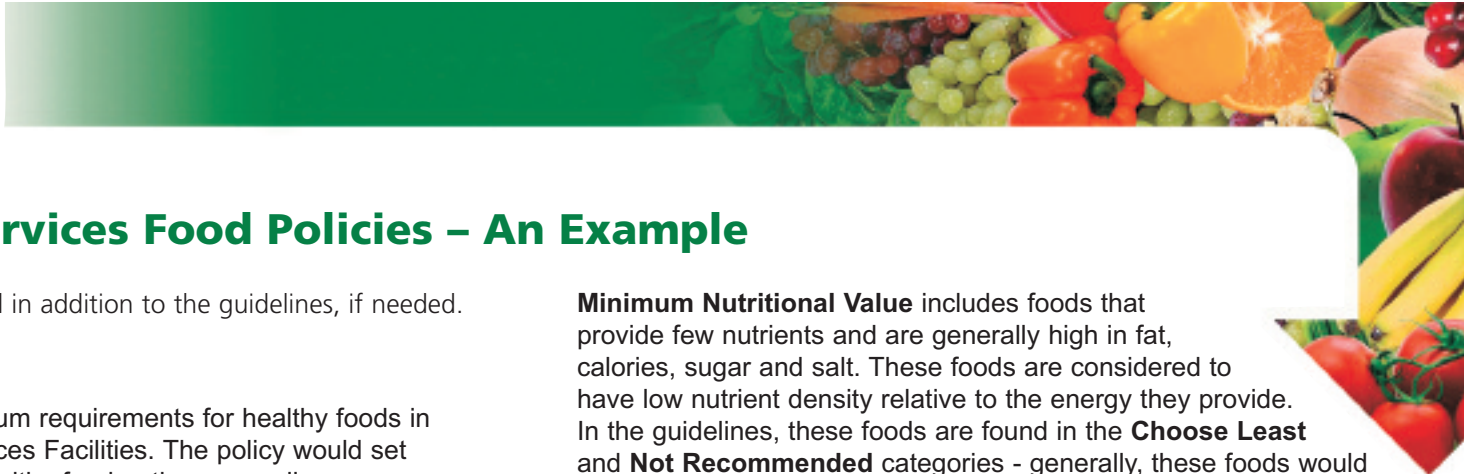 rvices Food Policies – An Example
l in addition to the guidelines, if needed.
um requirements for healthy foods in
ces Facilities. The policy would set
Minimum Nutritional Value includes foods that
provide few nutrients and are generally high in fat,
calories, sugar and salt. These foods are considered to
have low nutrient density relative to the energy they provide.
In the guidelines, these foods are found in the Choose Least
and Not Recommended categories - generally, these foods would